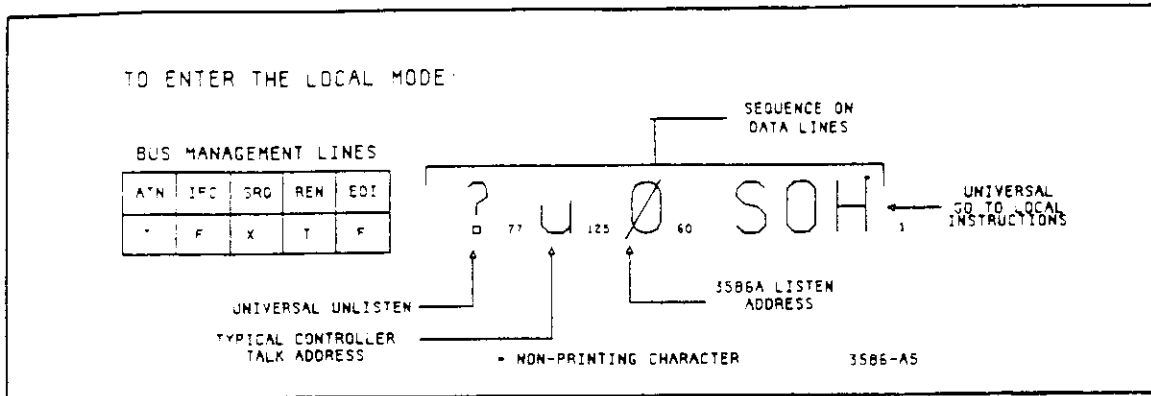 TO ENTER THE LOCAL MODE:
SEQUENCE ON
DATA LINES
BUS MANAGEMENT LINES
ATN IFC SRQ REN EOI
F X T F
? 77 u 125 Ø 60 SOH* 1
UNIVERSAL
GO TO LOCAL
INSTRUCTIONS
UNIVERSAL UNLISTEN
3586A LISTEN
ADDRESS
TYPICAL CONTROLLER
TALK ADDRESS
* NON-PRINTING CHARACTER
3586-A5